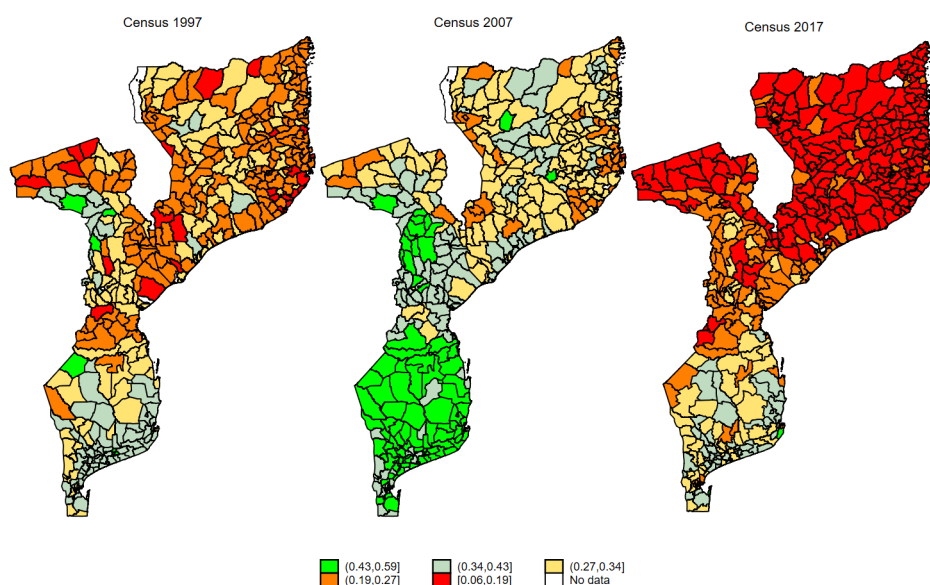 Census 1997
Census 2007
Census 2017
(0.43,0.59] (0.34,0.43] (0.27,0.34]
(0.19,0.27] [0.06,0.19] No data